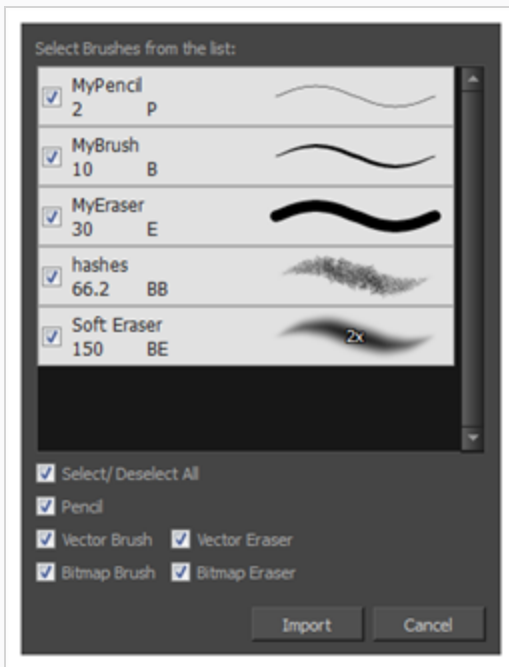 Select Brushes from the list:
MyPencil
2 P
MyBrush
10 B
MyEraser
30 E
hashes
66.2 BB
Soft Eraser
150 BE
2x
Select/Deselect All
Pencil
Vector Brush Vector Eraser
Bitmap Brush Bitmap Eraser
Import Cancel